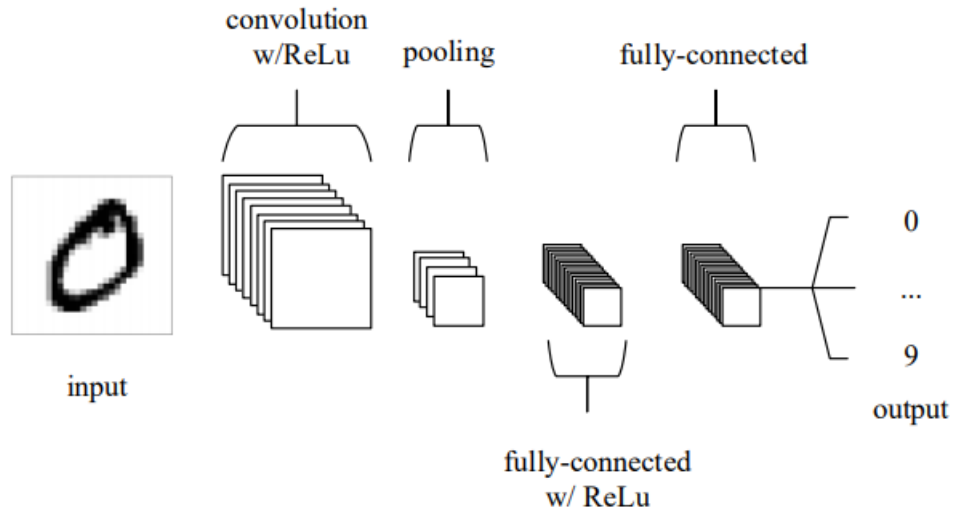 convolution
w/ReLu
pooling
fully-connected
input
0
...
9
output
fully-connected
w/ ReLu